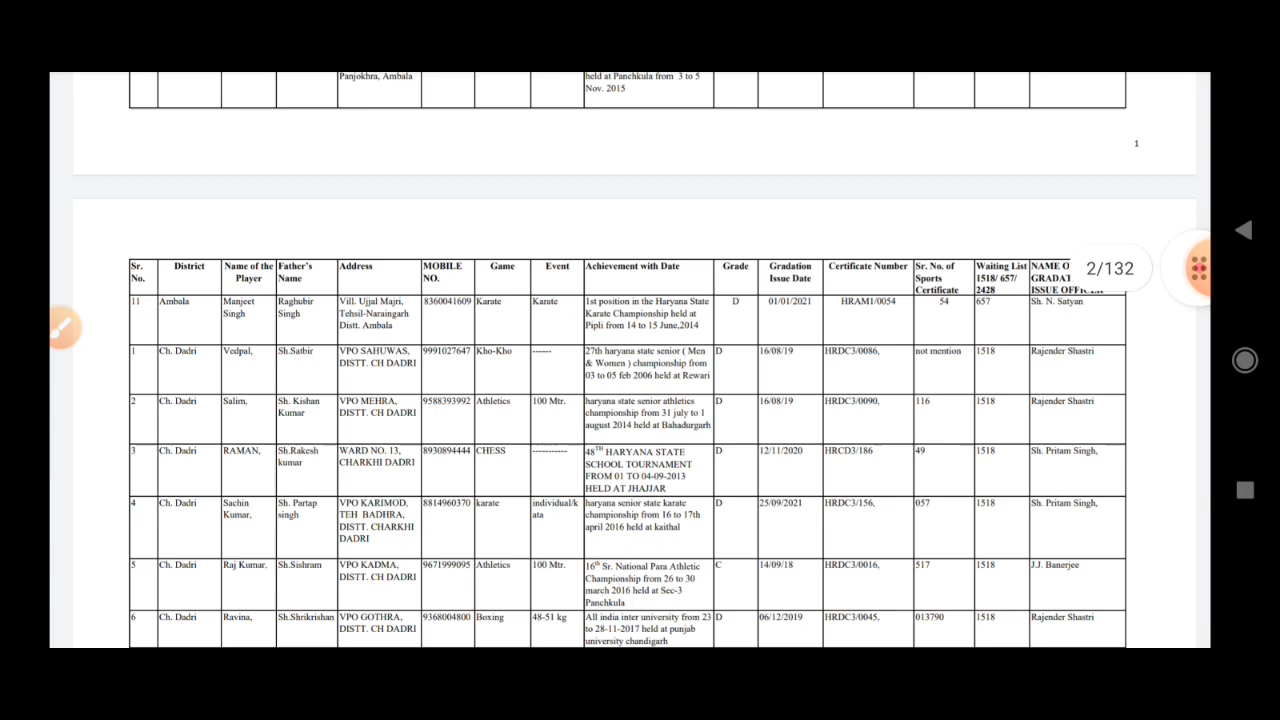 Panjokhra, Ambala held at Panchkula from 3 to 5
Nov. 2015
1
2/132
Sr. No. District Name of the Player Father's Name Address MOBILE NO. Game Event Achievement with Date Grade Gradation Issue Date Certificate Number Sr. No. of Sports Certificate Waiting List 1518/ 657/ 2428 NAME O GRADAT ISSUE OFFICER
11 Ambala Manjeet Raghubir Vill. Ujjal Majri, 8360041609 Karate Karate 1st position in the Haryana State D 01/01/2021 HRAM1/0054 54 657 Sh. N. Satyan
Singh Singh Tehsil-Naraingarh Karate Championship held at
Distt. Ambala Pipli from 14 to 15 June,2014
1 Ch. Dadri Vedpal, Sh.Satbir VPO SAHUWAS, 9991027647 Kho-Kho ------ 27th haryana state senior ( Men D 16/08/19 HRDC3/0086, not mention 1518 Rajender Shastri
DISTT. CH DADRI & Women ) championship from
03 to 05 feb 2006 held at Rewari
2 Ch. Dadri Salim, Sh. Kishan VPO MEHRA, 9588393992 Athletics 100 Mtr. haryana state senior athletics D 16/08/19 HRDC3/0090, 116 1518 Rajender Shastri
Kumar DISTT. CH DADRI championship from 31 july to 1
august 2014 held at Bahadurgarh
3 Ch. Dadri RAMAN, Sh.Rakesh WARD NO. 13, 8930894444 CHESS ----------- 48TH HARYANA STATE D 12/11/2020 HRCD3/186 49 1518 Sh. Pritam Singh,
kumar CHARKHI DADRI SCHOOL TOURNAMENT
FROM 01 TO 04-09-2013
HELD AT JHAJJAR
4 Ch. Dadri Sachin Sh. Partap VPO KARIMOD, 8814960370 karate individual/k haryana senior state karate D 25/09/2021 HRDC3/156, 057 1518 Sh. Pritam Singh,
Kumar, singh TEH BADHRA, ata championship from 16 to 17th
DISTT. CHARKHI april 2016 held at kaithal
DADRI
5 Ch. Dadri Raj Kumar, Sh.Sishram VPO KADMA, 9671999095 Athletics 100 Mtr. 16th Sr. National Para Athletic C 14/09/18 HRDC3/0016, 517 1518 J.J. Banerjee
DISTT. CH DADRI Championship from 26 to 30
march 2016 held at Sec-3
Panchkula
6 Ch. Dadri Ravina, Sh.Shrikrishan VPO GOTHRA, 9368004800 Boxing 48-51 kg All india inter university from 23 D 06/12/2019 HRDC3/0045, 013790 1518 Rajender Shastri
DISTT. CH DADRI to 28-11-2017 held at punjab
university chandigarh